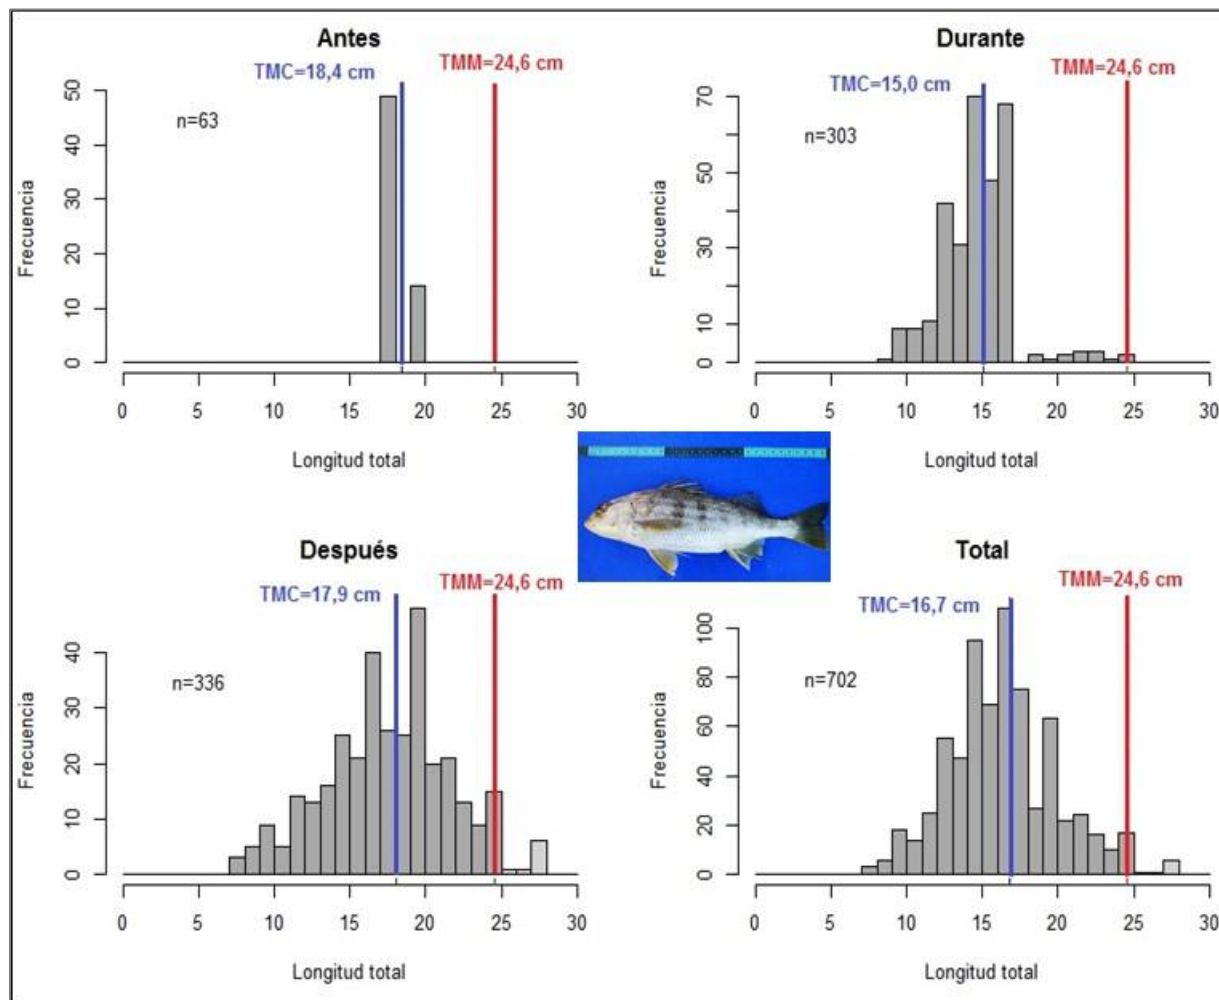 Antes
TMC=18,4 cm
TMM=24,6 cm
n=63
Frecuencia
0
10
20
30
40
50
0 5 10 15 20 25 30
Longitud total
Durante
TMC=15,0 cm
TMM=24,6 cm
n=303
Frecuencia
0
10
30
50
70
0 5 10 15 20 25 30
Longitud total
Después
TMC=17,9 cm
TMM=24,6 cm
n=336
Frecuencia
0
10
20
30
40
0 5 10 15 20 25 30
Longitud total
Total
TMC=16,7 cm
TMM=24,6 cm
n=702
Frecuencia
0
20
40
60
80
100
0 5 10 15 20 25 30
Longitud total